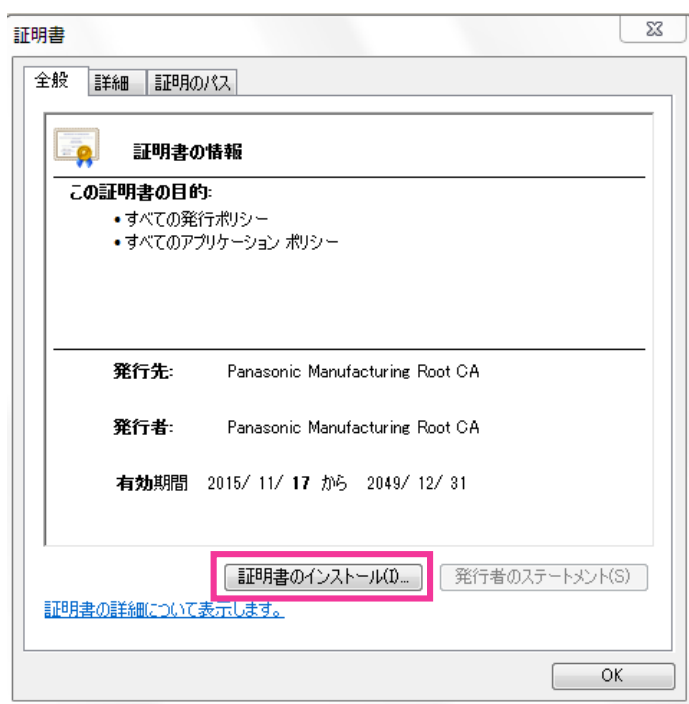 証明書
全般
詳細
証明のパス
証明書の情報
この証明書の目的:
• すべての発行ポリシー
• すべてのアプリケーション ポリシー
発行先: Panasonic Manufacturing Root CA
発行者: Panasonic Manufacturing Root CA
有効期間 2015/ 11/ 17 から 2049/ 12/ 31
証明書のインストール(I)...
発行者のステートメント(S)
証明書の詳細について表示します。
OK